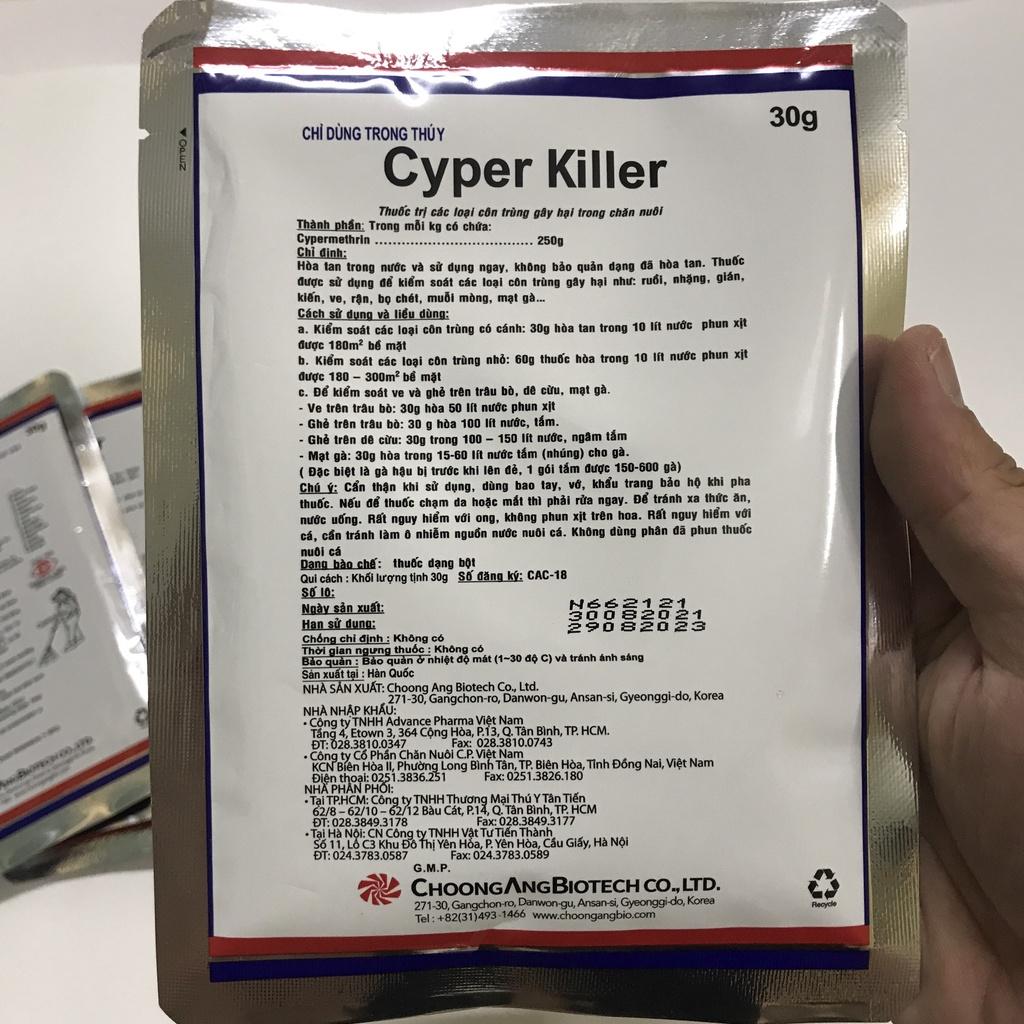 30g
CHỈ DÙNG TRONG THÚ Y
OPEN
Cyper Killer
Thuốc trị các loại côn trùng gây hại trong chăn nuôi
Thành phần: Trong mỗi kg có chứa:
Cypermethrin ................................... 250g
Chỉ định:
Hòa tan trong nước và sử dụng ngay, không bảo quản dạng đã hòa tan. Thuốc
được sử dụng để kiểm soát các loại côn trùng gây hại như: ruồi, nhặng, gián,
kiến, ve, rận, bọ chét, muỗi mòng, mạt gà...
Cách sử dụng và liều dùng:
a. Kiểm soát các loại côn trùng có cánh: 30g hòa tan trong 10 lít nước phun xịt
được 180m² bề mặt
b. Kiểm soát các loại côn trùng nhỏ: 60g thuốc hòa trong 10 lít nước phun xịt
được 180 – 300m² bề mặt
c. Để kiểm soát ve và ghẻ trên trâu bò, dê cừu, mạt gà.
- Ve trên trâu bò: 30g hòa 50 lít nước phun xịt
- Ghẻ trên trâu bò: 30 g hòa 100 lít nước, tắm.
- Ghẻ trên dê cừu: 30g trong 100 – 150 lít nước, ngâm tắm
- Mạt gà: 30g hòa trong 15-60 lít nước tắm (nhúng) cho gà.
( Đặc biệt là gà hậu bị trước khi lên đẻ, 1 gói tắm được 150-600 gà)
Chú ý: Cẩn thận khi sử dụng, dùng bao tay, vớ, khẩu trang bảo hộ khi pha
thuốc. Nếu để thuốc chạm da hoặc mắt thì phải rửa ngay. Để tránh xa thức ăn,
nước uống. Rất nguy hiểm với ong, không phun xịt trên hoa. Rất nguy hiểm với
cá, cần tránh làm ô nhiễm nguồn nước nuôi cá. Không dùng phân đã phun thuốc
nuôi cá
Dạng bào chế: thuốc dạng bột
Qui cách : Khối lượng tịnh 30g Số đăng ký: CAC-18
Số lô: N662121
Ngày sản xuất: 30082021
Hạn sử dụng: 29082023
Chống chỉ định : Không có
Thời gian ngưng thuốc : Không có
Bảo quản : Bảo quản ở nhiệt độ mát (1~30 độ C) và tránh ánh sáng
Sản xuất tại : Hàn Quốc
NHÀ SẢN XUẤT: Choong Ang Biotech Co., Ltd.
271-30, Gangchon-ro, Danwon-gu, Ansan-si, Gyeonggi-do, Korea
NHÀ NHẬP KHẨU:
• Công ty TNHH Advance Pharma Việt Nam
Tầng 4, Etown 3, 364 Cộng Hòa, P.13, Q.Tân Bình, TP. HCM.
ĐT: 028.3810.0347 Fax: 028.3810.0743
• Công ty Cổ Phần Chăn Nuôi C.P. Việt Nam
KCN Biên Hòa II, Phường Long Bình Tân, TP. Biên Hòa, Tỉnh Đồng Nai, Việt Nam
Điện thoại: 0251.3836.251 Fax: 0251.3826.180
NHÀ PHÂN PHỐI:
• Tại TP.HCM: Công ty TNHH Thương Mại Thú Y Tân Tiến
62/8 – 62/10 – 62/12 Bàu Cát, P.14, Q.Tân Bình, TP. HCM
ĐT: 028.3849.3178 Fax: 028.3849.3177
• Tại Hà Nội: CN Công ty TNHH Vật Tư Tiến Thành
Số 11, Lô C3 Khu Đô Thị Yên Hòa, P. Yên Hòa, Cầu Giấy, Hà Nội
ĐT: 024.3783.0587 Fax: 024.3783.0589
G.M.P.
CHOONGANGBIOTECH CO., LTD.
271-30, Gangchon-ro, Danwon-gu, Ansan-si, Gyeonggi-do, Korea
Tel : +82(31)493-1466 www.choongangbio.com
Recycle
30g